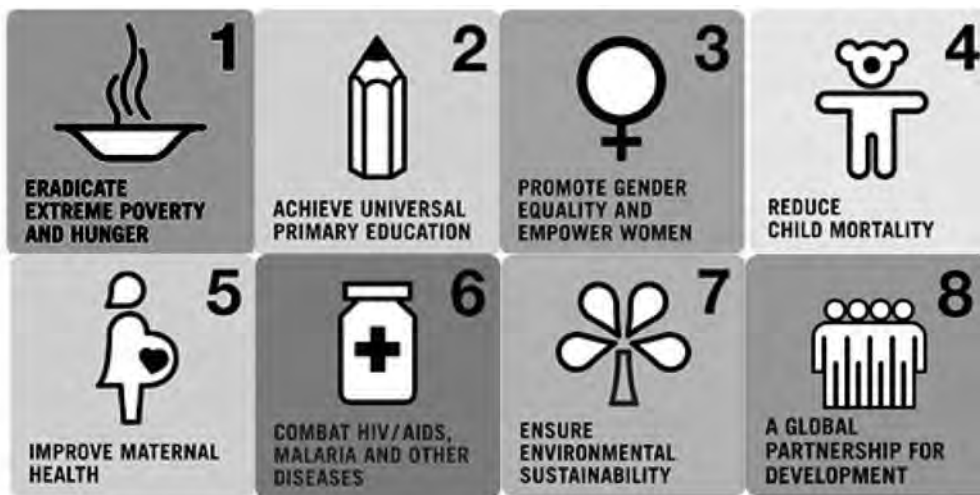 1
ERADICATE
EXTREME POVERTY
AND HUNGER
2
ACHIEVE UNIVERSAL
PRIMARY EDUCATION
3
PROMOTE GENDER
EQUALITY AND
EMPOWER WOMEN
4
REDUCE
CHILD MORTALITY
5
IMPROVE MATERNAL
HEALTH
6
COMBAT HIV/AIDS,
MALARIA AND OTHER
DISEASES
7
ENSURE
ENVIRONMENTAL
SUSTAINABILITY
8
A GLOBAL
PARTNERSHIP FOR
DEVELOPMENT